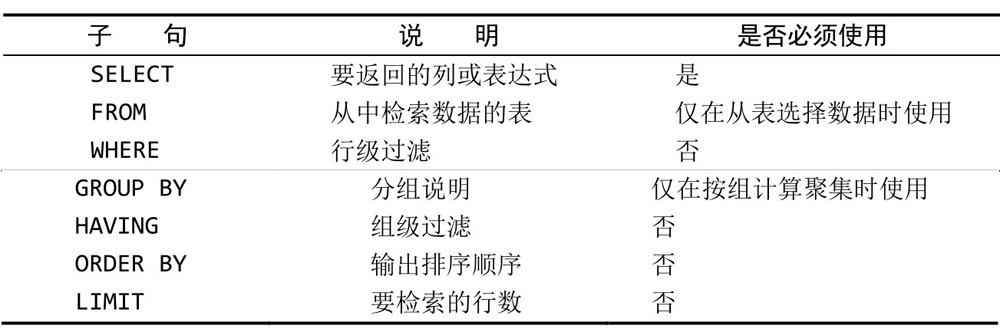 子 句 说 明 是否必须使用
SELECT 要返回的列或表达式 是
FROM 从中检索数据的表 仅在从表选择数据时使用
WHERE 行级过滤 否
GROUP BY 分组说明 仅在按组计算聚集时使用
HAVING 组级过滤 否
ORDER BY 输出排序顺序 否
LIMIT 要检索的行数 否